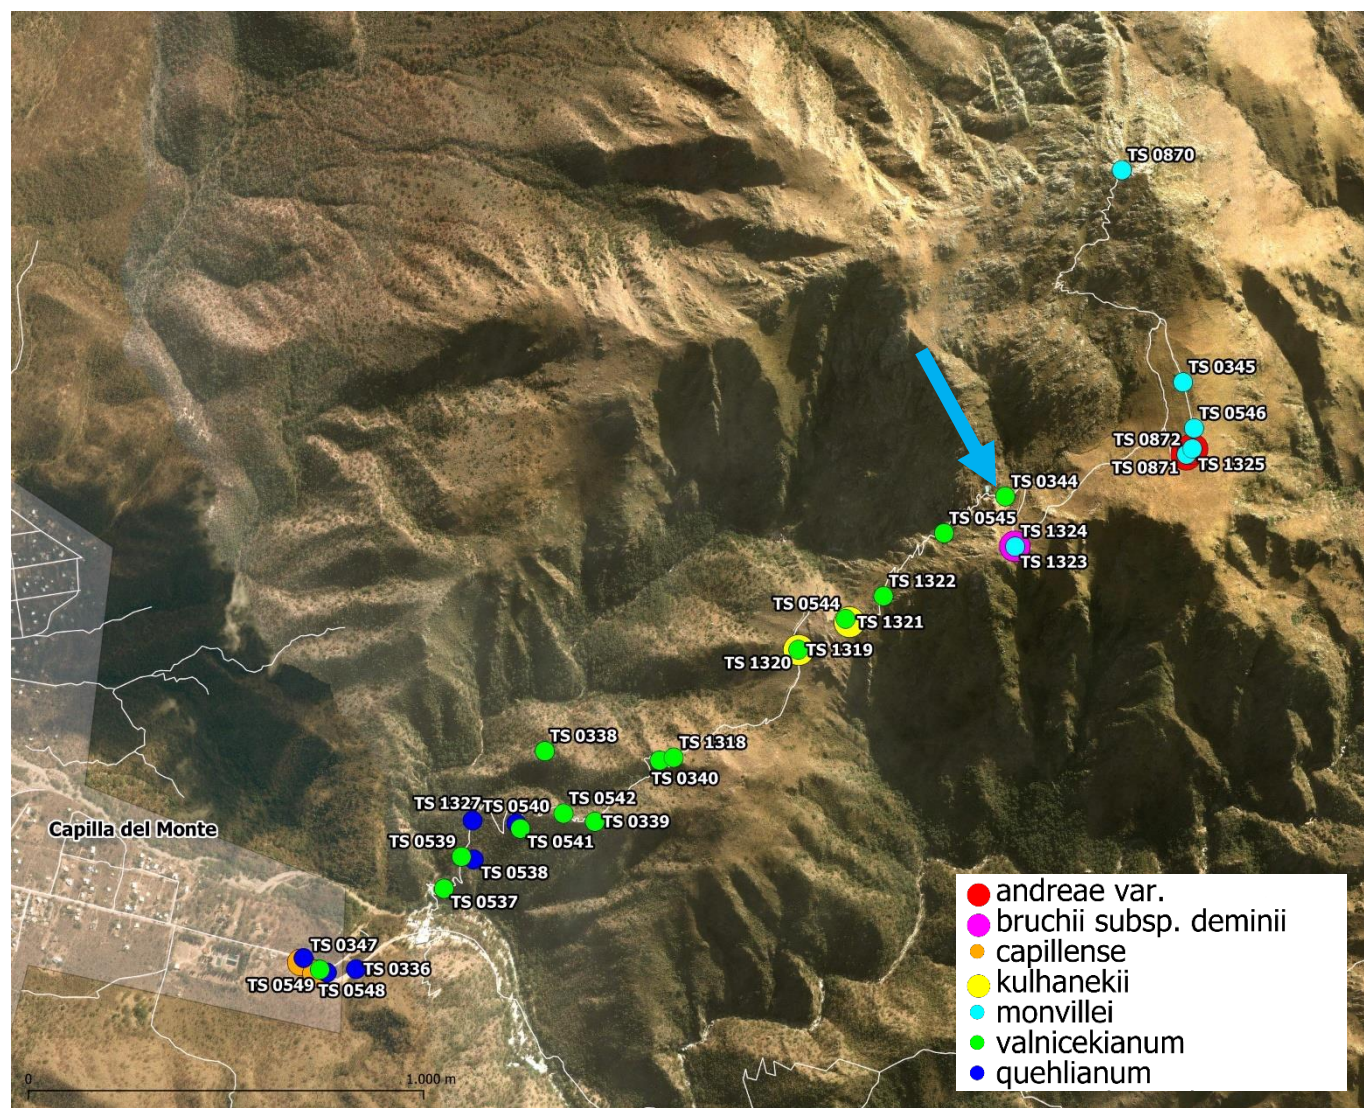 TS 0870
TS 0345
TS 0546
TS 0872
TS 0871
TS 1325
TS 0344
TS 0545
TS 1324
TS 1323
TS 1322
TS 0544
TS 1321
TS 1319
TS 1320
TS 0338
TS 1318
TS 0340
TS 1327
TS 0540
TS 0542
TS 0339
TS 0541
Capilla del Monte
TS 0539
TS 0538
TS 0537
TS 0347
TS 0336
TS 0549
TS 0548
andreae var.
bruchii subsp. deminii
capillense
kulhanekii
monvillei
valnicekianum
quehlianum
0
1.000 m